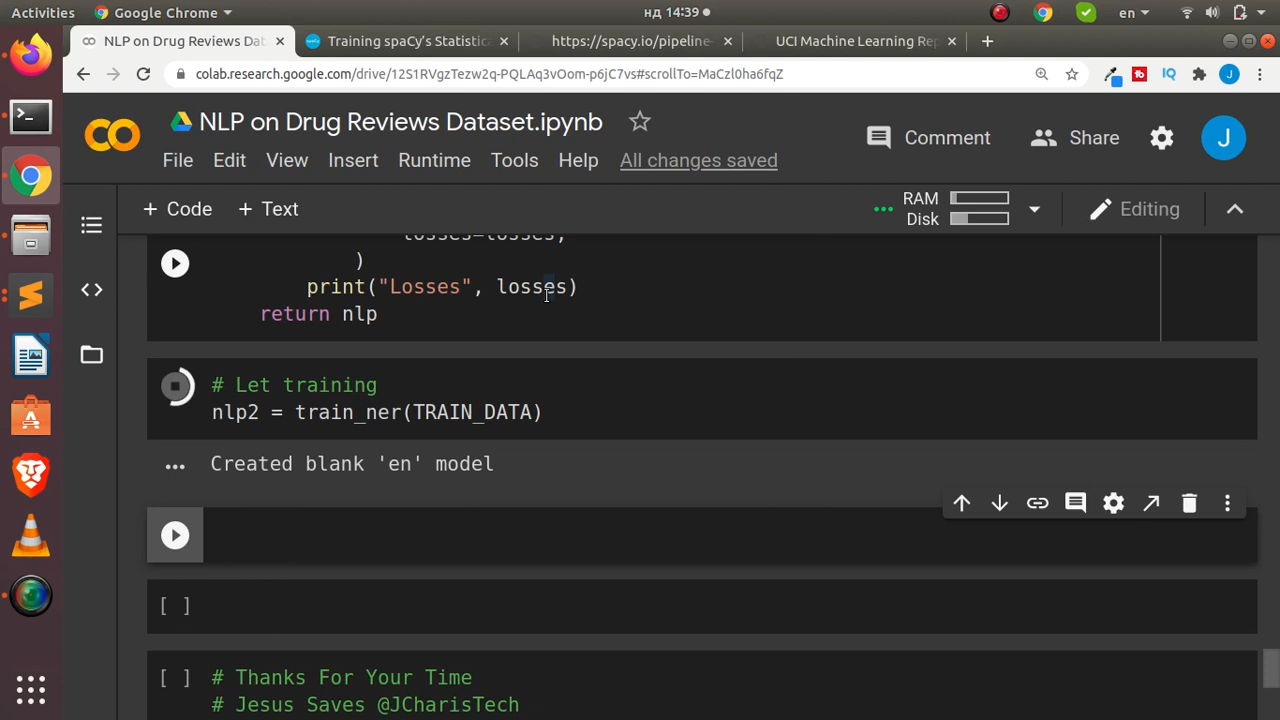 Activities Google Chrome нд 14:39 en
NLP on Drug Reviews Dat Training spaCy's Statistica https://spacy.io/pipeline- UCI Machine Learning Rep
colab.research.google.com/drive/12S1RVgzTezw2q-PQLAq3vOom-p6jC7vs#scrollTo=MaCzl0ha6fqZ
NLP on Drug Reviews Dataset.ipynb
Comment Share J
File Edit View Insert Runtime Tools Help All changes saved
+ Code + Text RAM Disk Editing
losses=losses,
)
print("Losses", losses)
return nlp
# Let training
nlp2 = train_ner(TRAIN_DATA)
... Created blank 'en' model
[ ]
[ ] # Thanks For Your Time
# Jesus Saves @JCharisTech